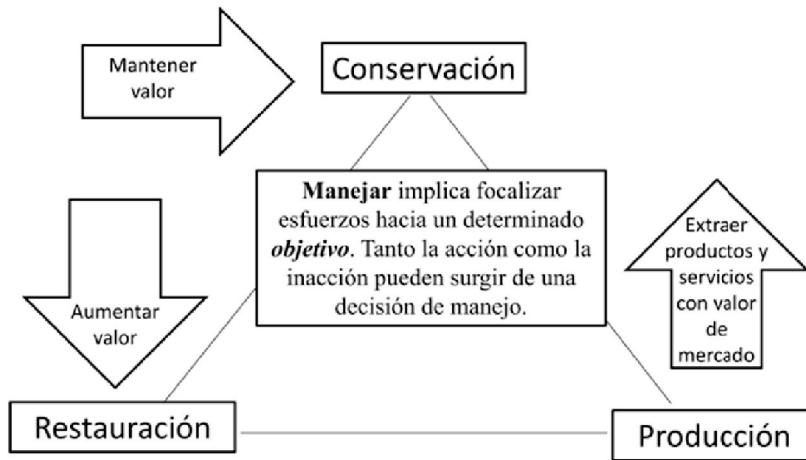 Mantener
valor
Conservación
Manejar implica focalizar
esfuerzos hacia un determinado
objetivo. Tanto la acción como la
inacción pueden surgir de una
decisión de manejo.
Extraer
productos y
servicios
con valor
de
mercado
Aumentar
valor
Restauración
Producción